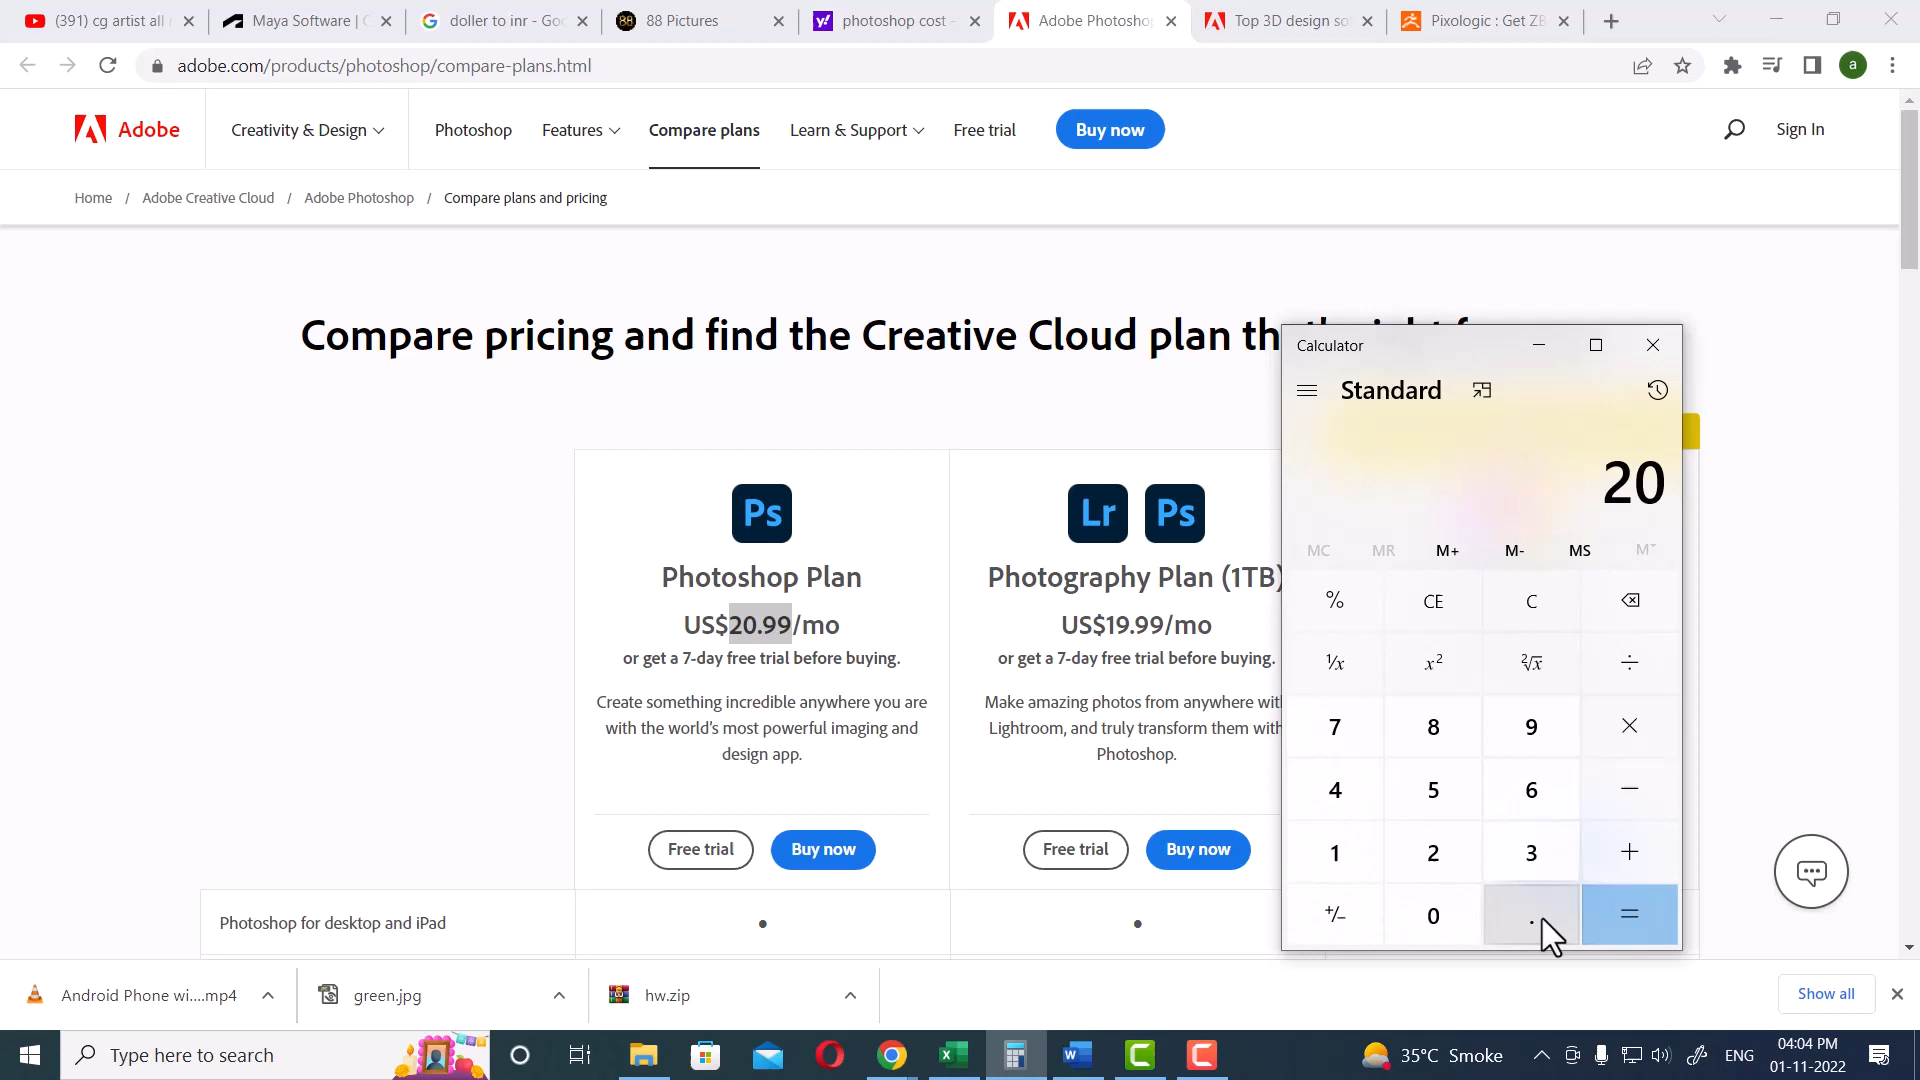 (391) cg artist all
Maya Software | C
doller to inr - Goo
88 Pictures
photoshop cost -
Adobe Photosho
Top 3D design so
Pixologic : Get ZB
adobe.com/products/photoshop/compare-plans.html
a
Adobe
Creativity & Design
Photoshop
Features
Compare plans
Learn & Support
Free trial
Buy now
Sign In
Home / Adobe Creative Cloud / Adobe Photoshop / Compare plans and pricing
Compare pricing and find the Creative Cloud plan
Ps
Photoshop Plan
US$20.99/mo
or get a 7-day free trial before buying.
Create something incredible anywhere you are
with the world's most powerful imaging and
design app.
Free trial
Buy now
Lr
Ps
Photography Plan (1TB)
US$19.99/mo
or get a 7-day free trial before buying.
Make amazing photos from anywhere with
Lightroom, and truly transform them with
Photoshop.
Free trial
Buy now
Photoshop for desktop and iPad
Calculator
Standard
20
MC MR M+ M- MS M˅
% CE C
⅟x x² ²√x ÷
7 8 9 ×
4 5 6 −
1 2 3 +
+/− 0 . =
Android Phone wi....mp4
green.jpg
hw.zip
Show all
Type here to search
35°C Smoke
ENG
04:04 PM
01-11-2022